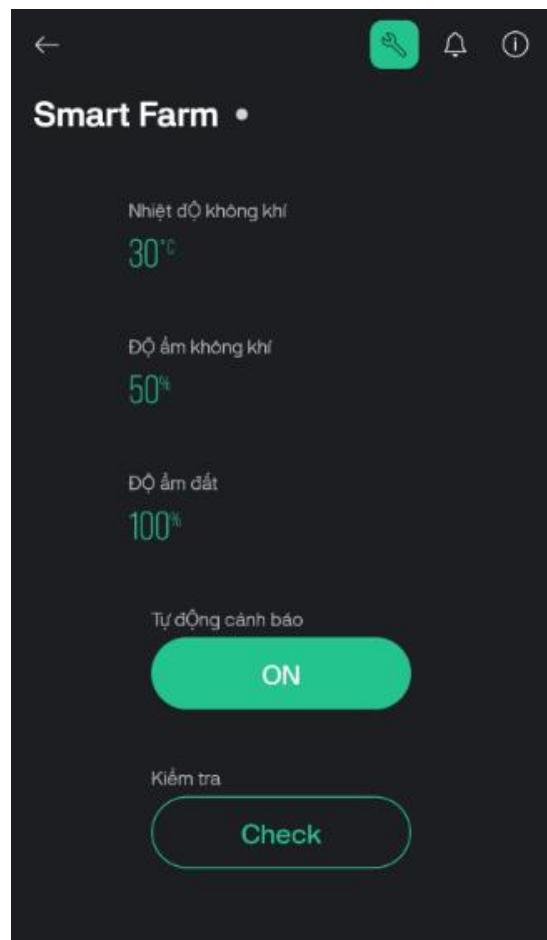 Smart Farm
Nhiệt độ không khí
30°C
Độ ẩm không khí
50%
Độ ẩm đất
100%
Tự động cảnh báo
ON
Kiểm tra
Check